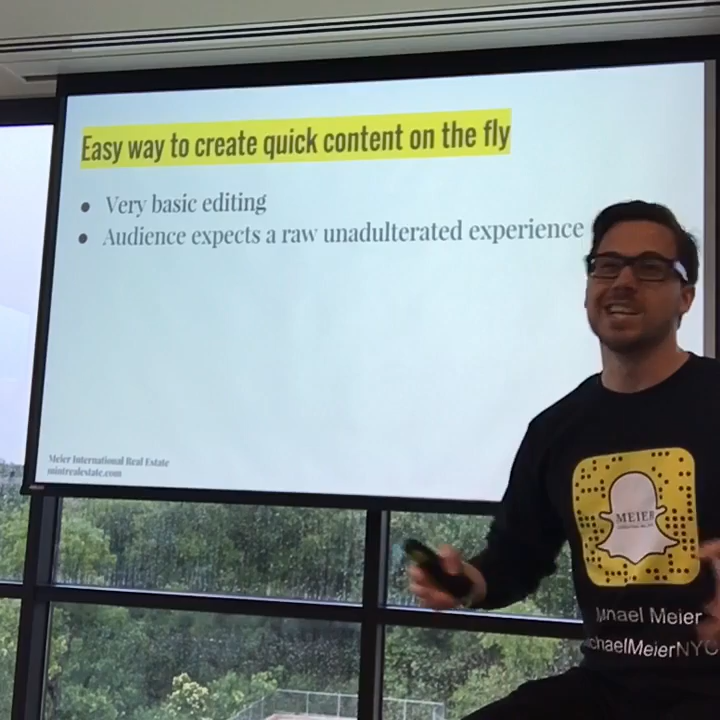 Easy way to create quick content on the fly
● Very basic editing
● Audience expects a raw unadulterated experience
Meier International Real Estate
mintrealestate.com
MEIER
Meier
chaelMeierNYC